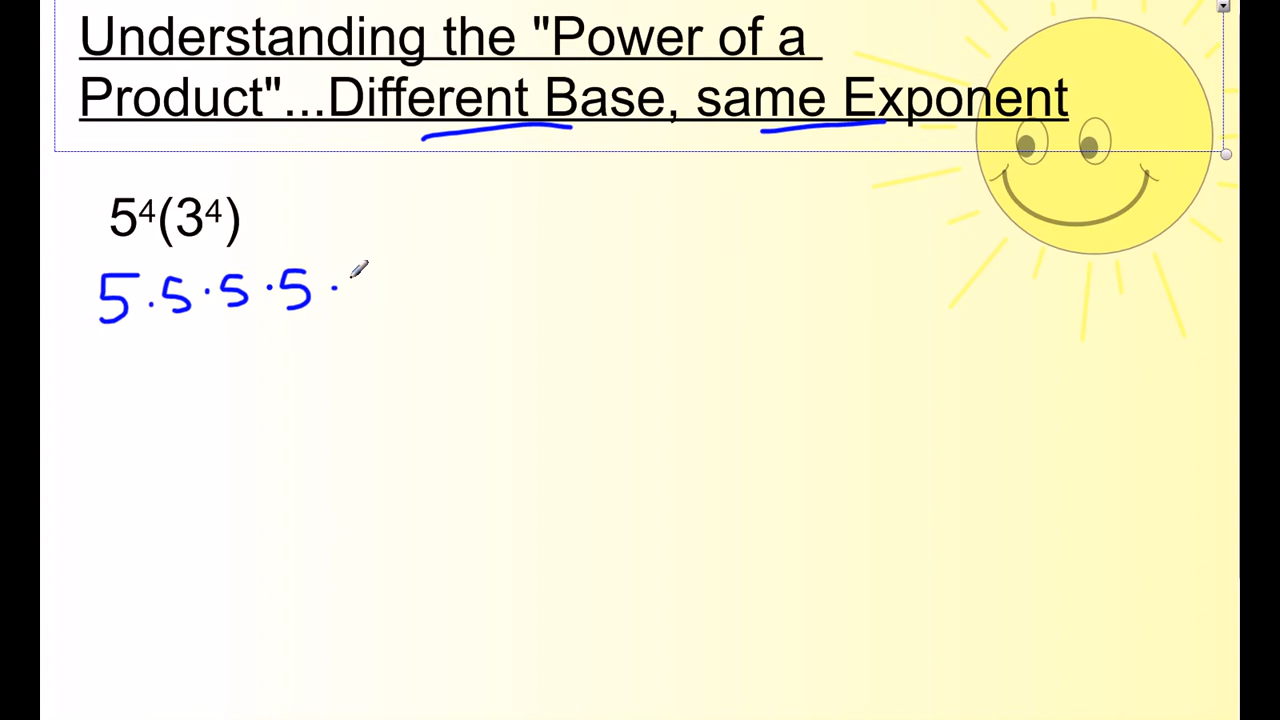 Understanding the "Power of a
Product"...Different Base, same Exponent
5⁴(3⁴)
5 · 5 · 5 · 5 ·